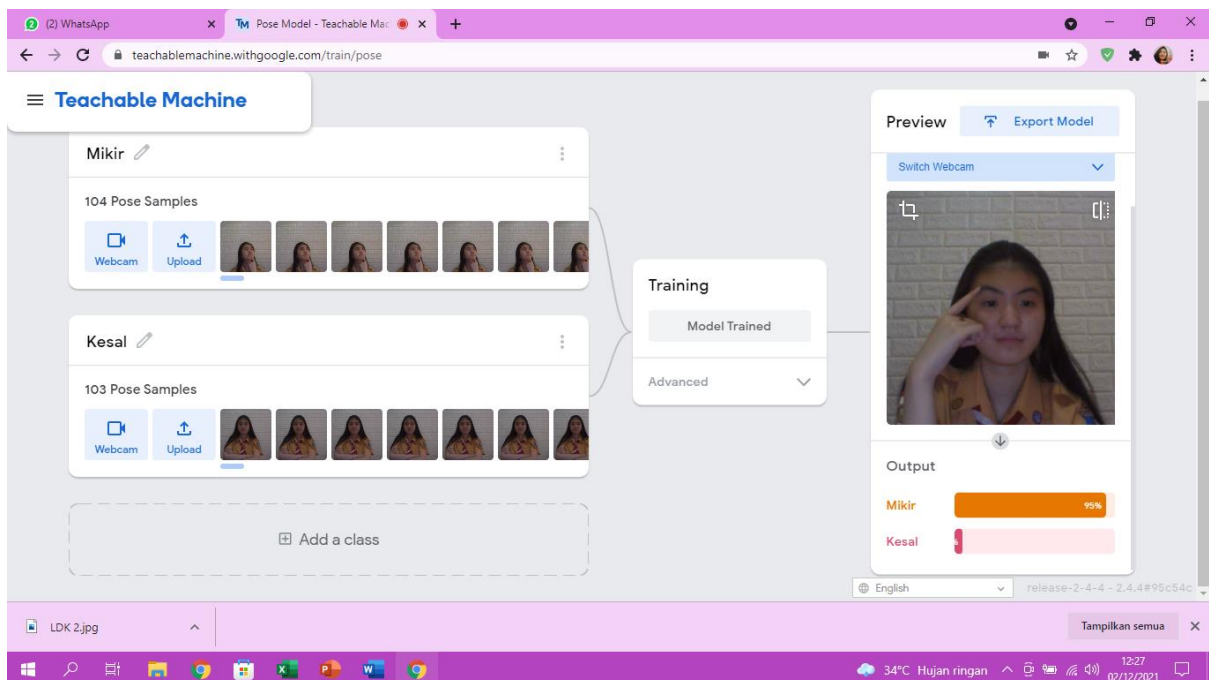 (2) WhatsApp
Pose Model - Teachable Mac
teachablemachine.withgoogle.com/train/pose
Teachable Machine
Mikir
104 Pose Samples
Webcam
Upload
Kesal
103 Pose Samples
Webcam
Upload
Add a class
Training
Model Trained
Advanced
Preview
Export Model
Switch Webcam
Output
Mikir
95%
Kesal
English
release-2-4-4 - 2.4.4#95c54c
LDK 2.jpg
Tampilkan semua
34°C Hujan ringan
12:27
02/12/2021